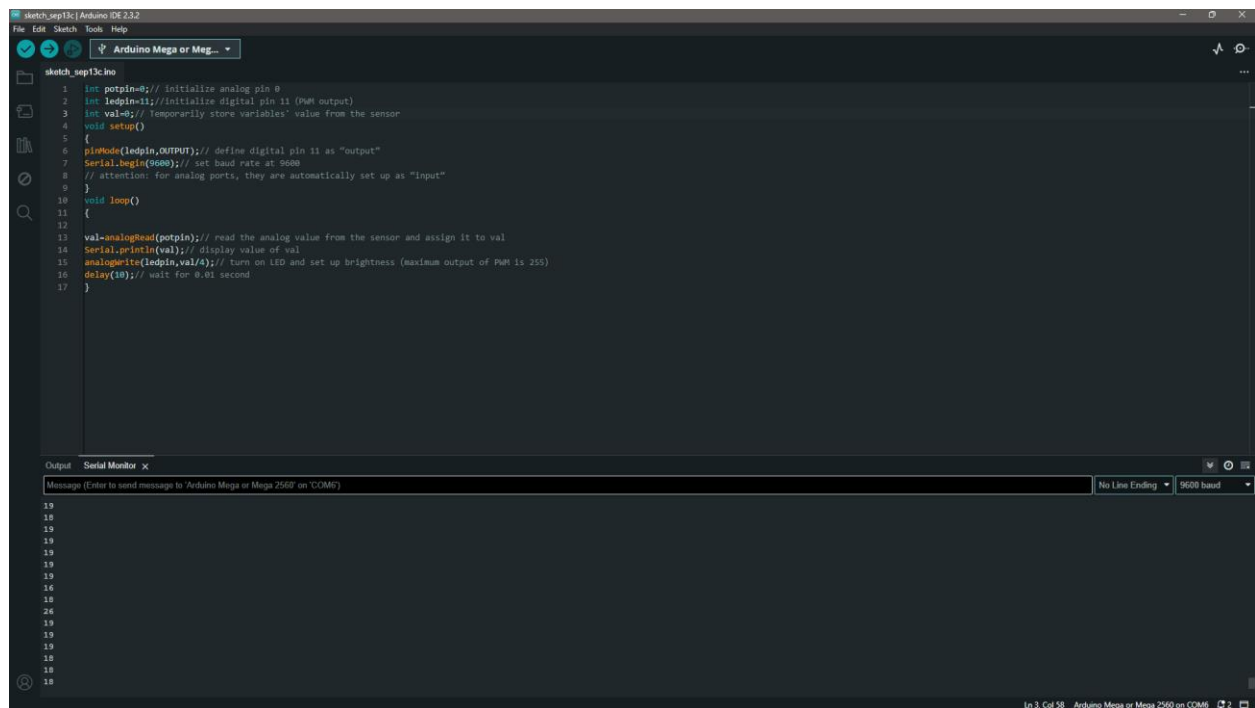 sketch_sep13c | Arduino IDE 2.3.2
File Edit Sketch Tools Help
Arduino Mega or Meg...
sketch_sep13c.ino
1 int potpin=0;// initialize analog pin 0
2 int ledpin=11;//initialize digital pin 11 (PWM output)
3 int val=0;// Temporarily store variables' value from the sensor
4 void setup()
5 {
6 pinMode(ledpin,OUTPUT);// define digital pin 11 as "output"
7 Serial.begin(9600);// set baud rate at 9600
8 // attention: for analog ports, they are automatically set up as "input"
9 }
10 void loop()
11 {
12
13 val=analogRead(potpin);// read the analog value from the sensor and assign it to val
14 Serial.println(val);// display value of val
15 analogWrite(ledpin,val/4);// turn on LED and set up brightness (maximum output of PWM is 255)
16 delay(10);// wait for 0.01 second
17 }
Output Serial Monitor
Message (Enter to send message to 'Arduino Mega or Mega 2560' on 'COM6')
No Line Ending 9600 baud
19
18
19
19
19
19
19
16
18
26
19
19
19
18
18
18
Ln 3, Col 58 Arduino Mega or Mega 2560 on COM6 2